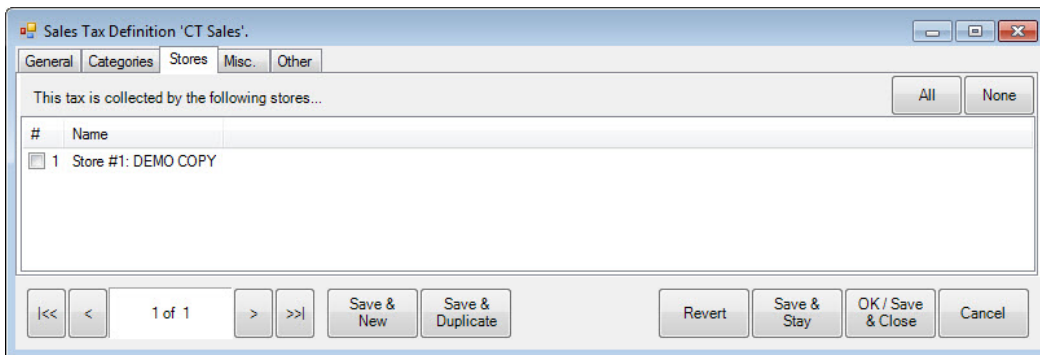 Sales Tax Definition 'CT Sales'.
General Categories Stores Misc. Other
This tax is collected by the following stores... All None
# Name
1 Store #1: DEMO COPY
|<< < 1 of 1 > >>| Save & New Save & Duplicate Revert Save & Stay OK / Save & Close Cancel